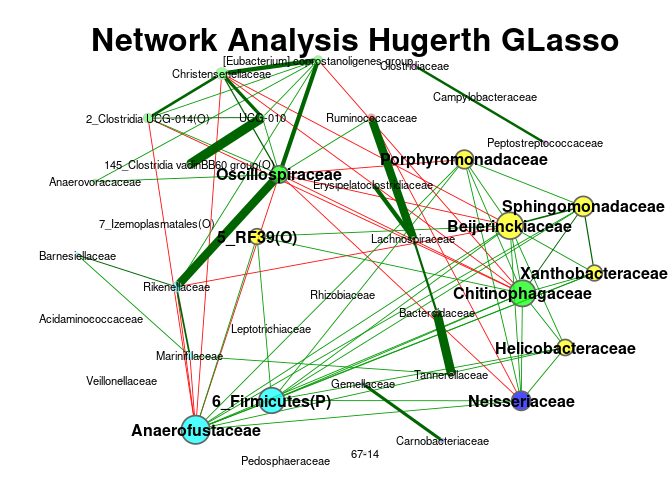 Network Analysis Hugerth GLasso
[Eubacterium] coprostanoligenes group
Clostridiaceae
Christensenellaceae
Campylobacteraceae
2_Clostridia UCG-014(O)
UCG-010
Ruminococcaceae
Peptostreptococcaceae
145_Clostridia vadinBB60 group(O)
Porphyromonadaceae
Oscillospiraceae
Anaerovoracaceae
Erysipelatoclostridiaceae
Sphingomonadaceae
7_Izemoplasmatales(O)
Beijerinckiaceae
5_RF39(O)
Lachnospiraceae
Barnesiellaceae
Xanthobacteraceae
Rikenellaceae
Rhizobiaceae
Chitinophagaceae
Bacteroidaceae
Acidaminococcaceae
Leptotrichiaceae
Helicobacteraceae
Marinifilaceae
Tannerellaceae
Veillonellaceae
Gemellaceae
6_Firmicutes(P)
Neisseriaceae
Anaerofustaceae
Carnobacteriaceae
67-14
Pedosphaeraceae